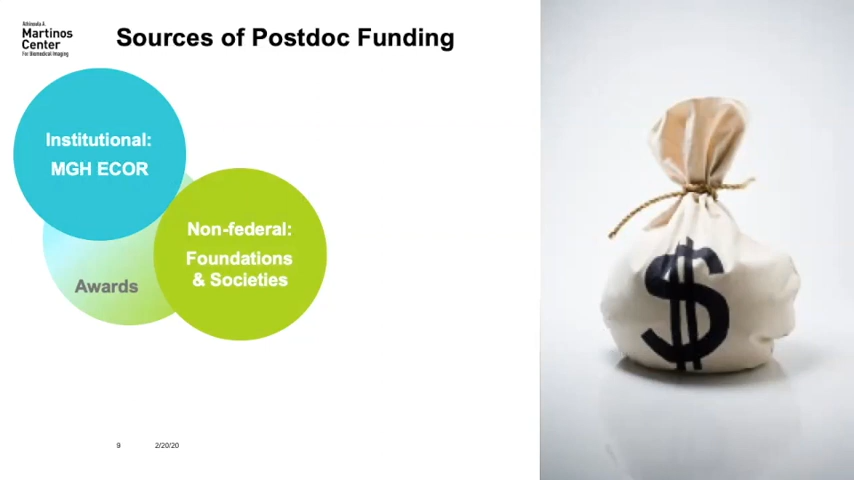 Athinoula A.
Martinos
Center
For Biomedical Imaging
Sources of Postdoc Funding
Institutional:
MGH ECOR
Non-federal:
Foundations
& Societies
Awards
$
9
2/20/20